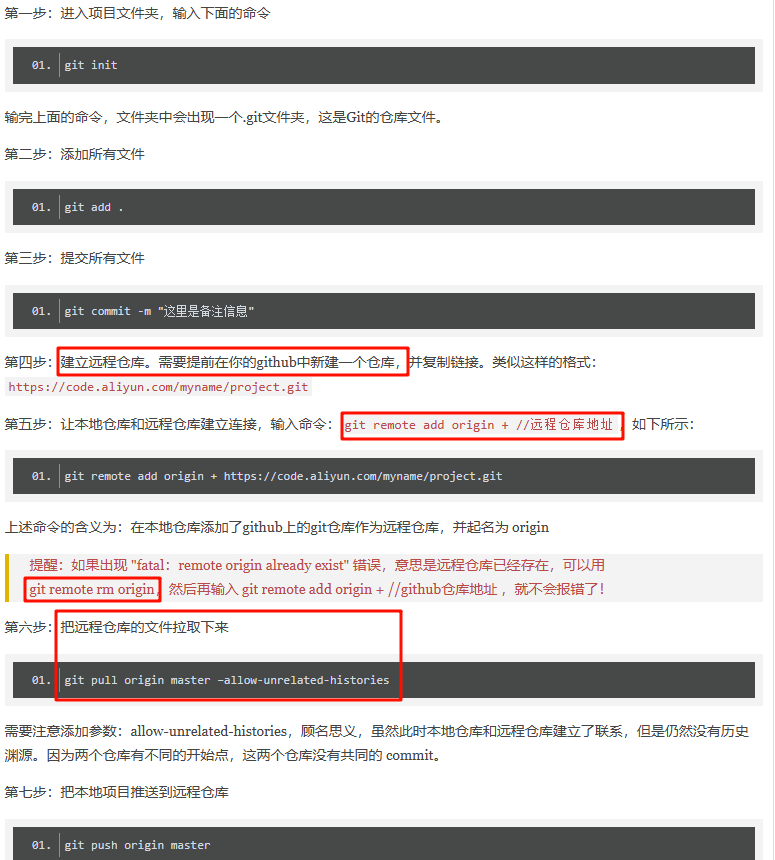 第一步：进入项目文件夹，输入下面的命令
01. git init
输完上面的命令，文件夹中会出现一个.git文件夹，这是Git的仓库文件。
第二步：添加所有文件
01. git add .
第三步：提交所有文件
01. git commit -m "这里是备注信息"
第四步：建立远程仓库。需要提前在你的github中新建一个仓库，并复制链接。类似这样的格式：
https://code.aliyun.com/myname/project.git
第五步：让本地仓库和远程仓库建立连接，输入命令：git remote add origin + //远程仓库地址 ，如下所示：
01. git remote add origin + https://code.aliyun.com/myname/project.git
上述命令的含义为：在本地仓库添加了github上的git仓库作为远程仓库，并起名为 origin
提醒：如果出现 "fatal：remote origin already exist" 错误，意思是远程仓库已经存在，可以用
git remote rm origin，然后再输入 git remote add origin + //github仓库地址 ，就不会报错了！
第六步：把远程仓库的文件拉取下来
01. git pull origin master –allow-unrelated-histories
需要注意添加参数：allow-unrelated-histories，顾名思义，虽然此时本地仓库和远程仓库建立了联系，但是仍然没有历史
渊源。因为两个仓库有不同的开始点，这两个仓库没有共同的 commit。
第七步：把本地项目推送到远程仓库
01. git push origin master